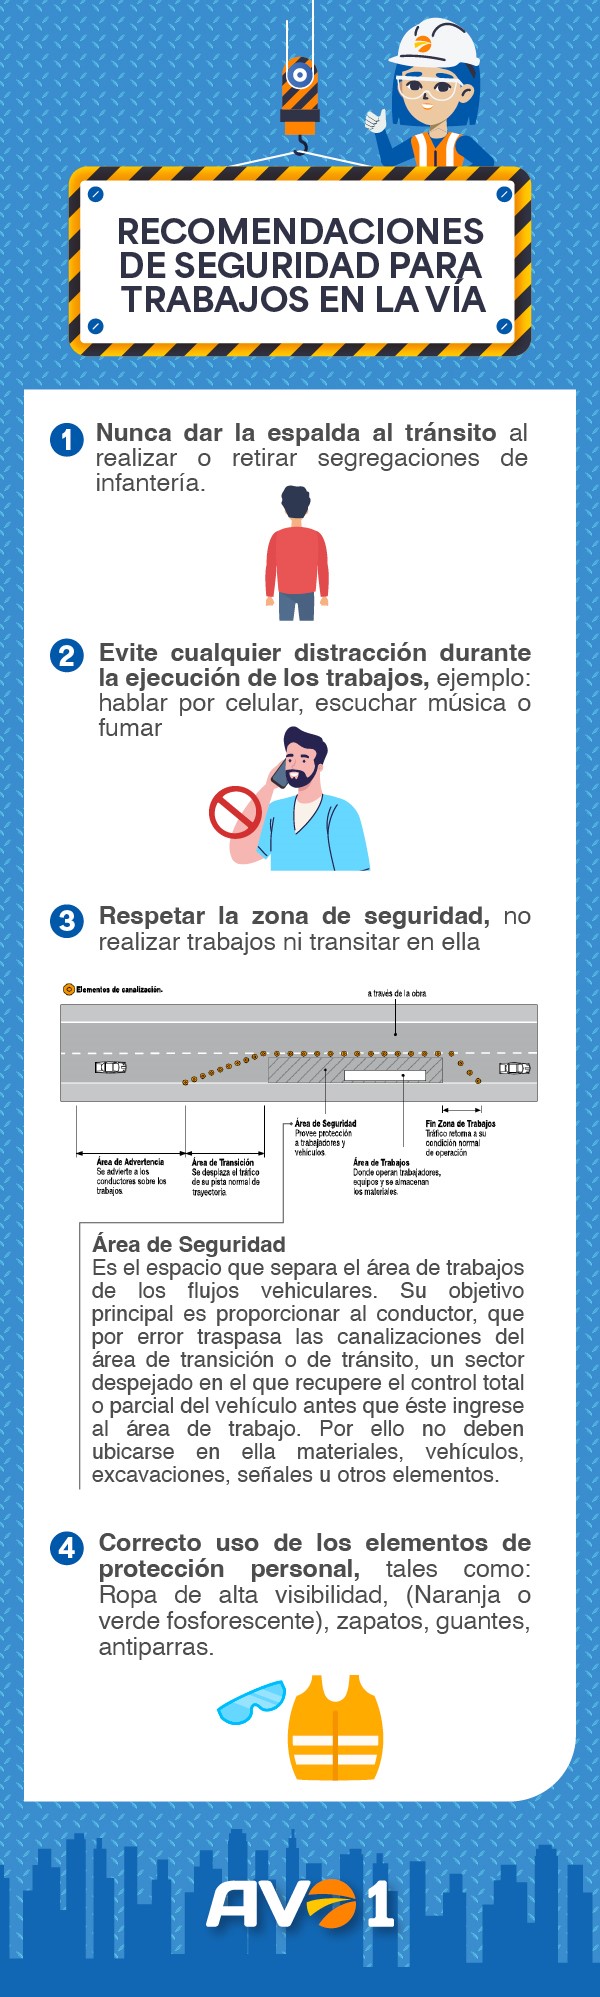 RECOMENDACIONES
DE SEGURIDAD PARA
TRABAJOS EN LA VÍA
1 Nunca dar la espalda al tránsito al
realizar o retirar segregaciones de
infantería.
2 Evite cualquier distracción durante
la ejecución de los trabajos, ejemplo:
hablar por celular, escuchar música o
fumar
3 Respetar la zona de seguridad, no
realizar trabajos ni transitar en ella
Elementos de canalización.
a través de la obra
Área de Advertencia
Se advierte a los
conductores sobre los
trabajos.
Área de Transición
Se desplaza el tráfico
de su pista normal de
trayectoria.
Área de Seguridad
Provee protección
a trabajadores y
vehículos.
Área de Trabajos
Donde operan trabajadores,
equipos y se almacenan
los materiales.
Fin Zona de Trabajos
Tráfico retorna a su
condición normal
de operación
Área de Seguridad
Es el espacio que separa el área de trabajos
de los flujos vehiculares. Su objetivo
principal es proporcionar al conductor, que
por error traspasa las canalizaciones del
área de transición o de tránsito, un sector
despejado en el que recupere el control total
o parcial del vehículo antes que éste ingrese
al área de trabajo. Por ello no deben
ubicarse en ella materiales, vehículos,
excavaciones, señales u otros elementos.
4 Correcto uso de los elementos de
protección personal, tales como:
Ropa de alta visibilidad, (Naranja o
verde fosforescente), zapatos, guantes,
antiparras.
AVO1